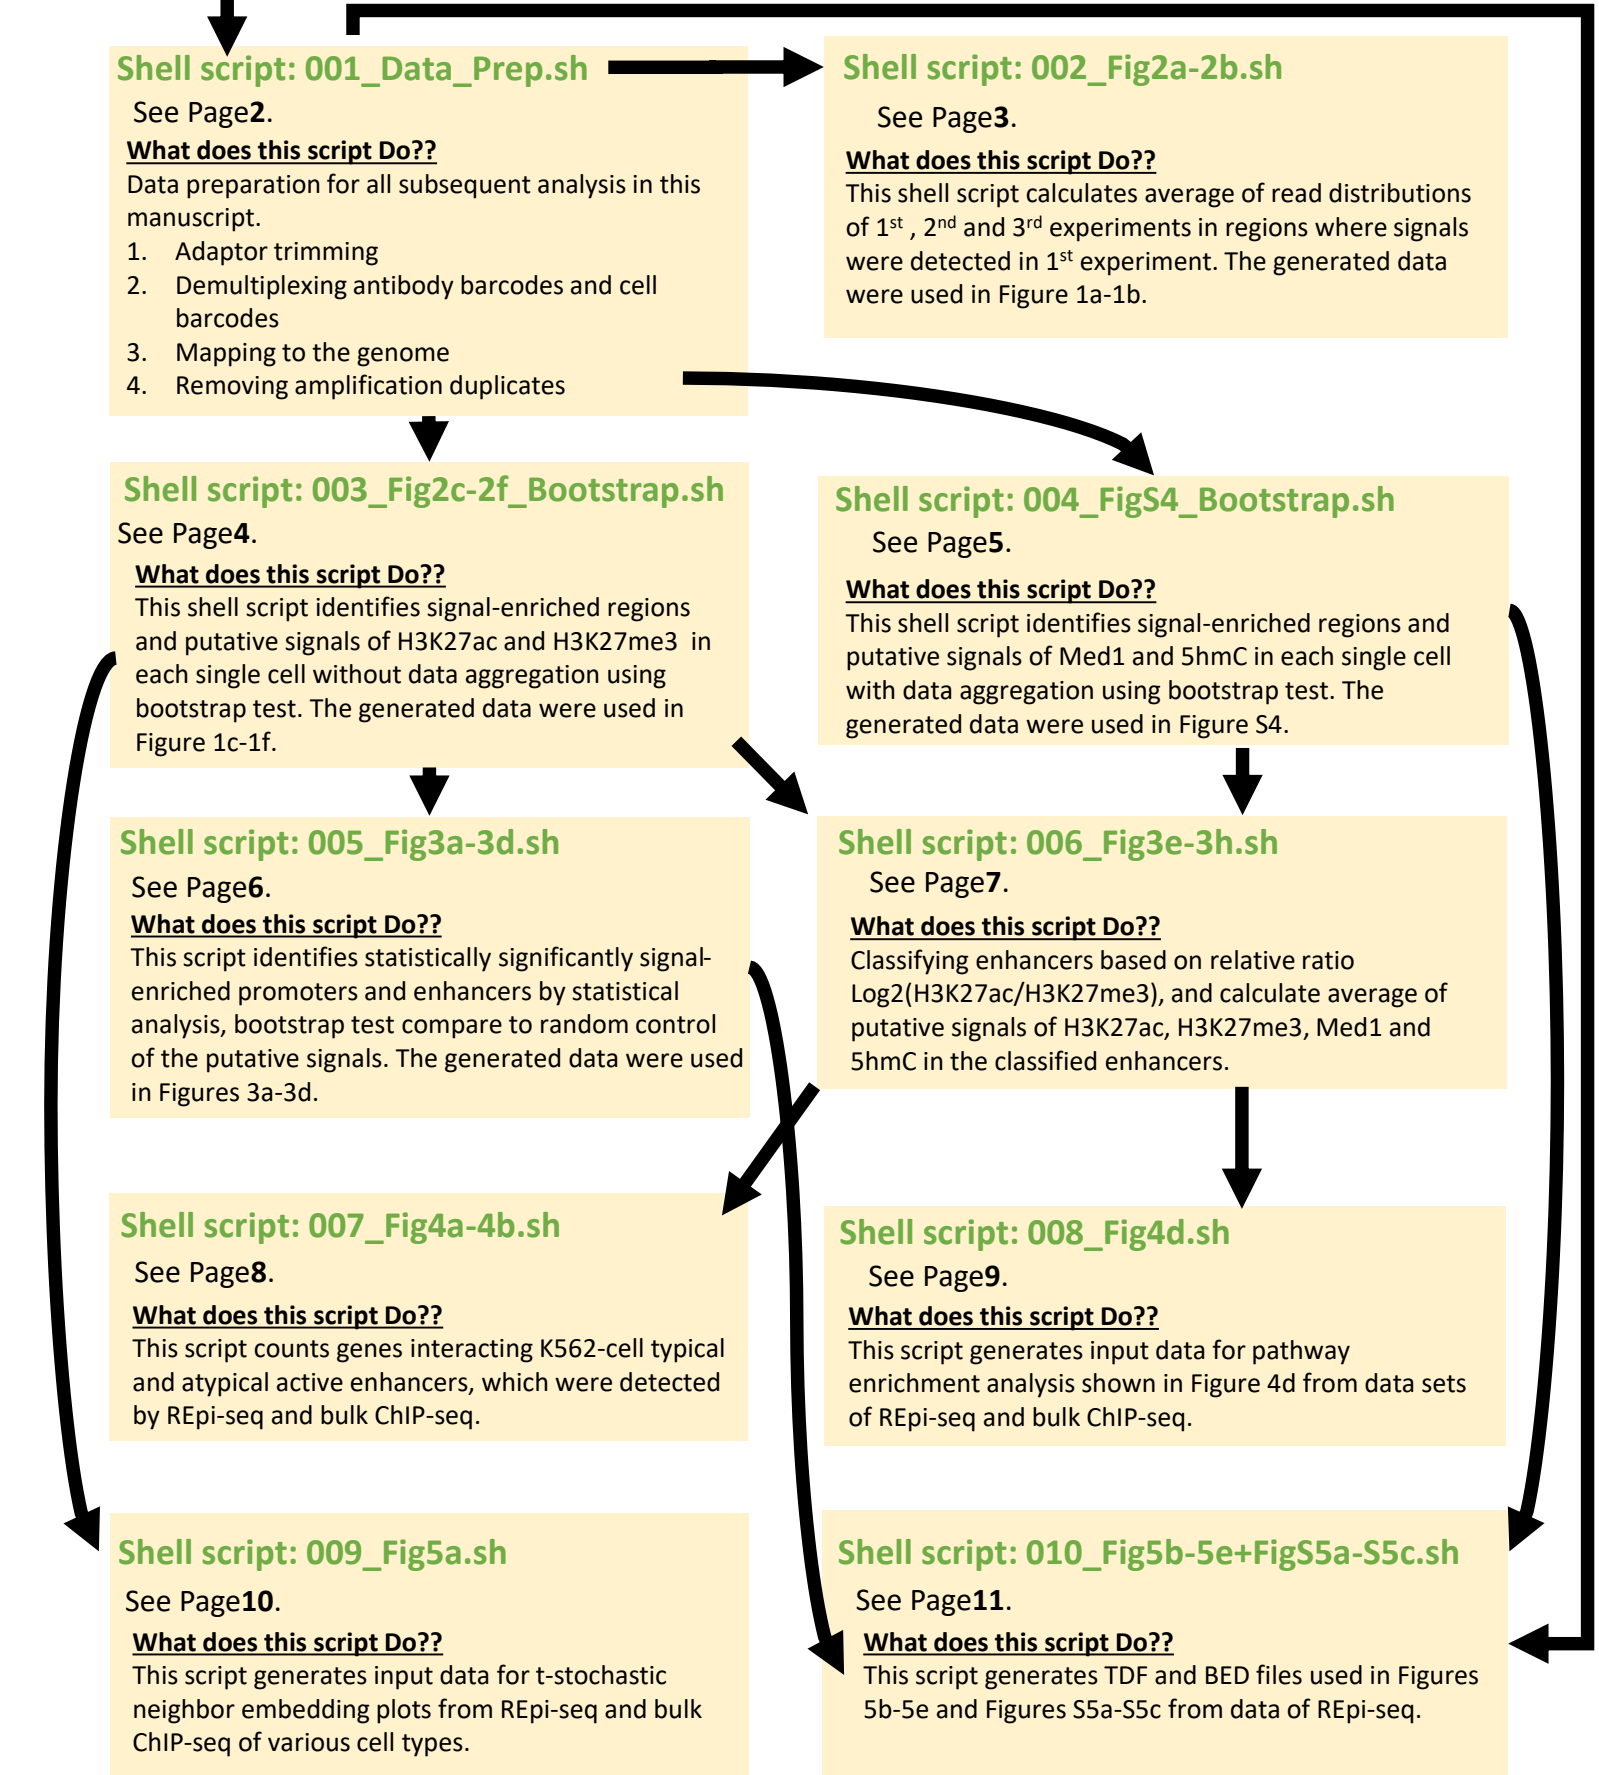 Shell script: 001_Data_Prep.sh
See Page2.
What does this script Do??
Data preparation for all subsequent analysis in this
manuscript.
1. Adaptor trimming
2. Demultiplexing antibody barcodes and cell
barcodes
3. Mapping to the genome
4. Removing amplification duplicates
Shell script: 002_Fig2a-2b.sh
See Page3.
What does this script Do??
This shell script calculates average of read distributions
of 1st , 2nd and 3rd experiments in regions where signals
were detected in 1st experiment. The generated data
were used in Figure 1a-1b.
Shell script: 003_Fig2c-2f_Bootstrap.sh
See Page4.
What does this script Do??
This shell script identifies signal-enriched regions
and putative signals of H3K27ac and H3K27me3 in
each single cell without data aggregation using
bootstrap test. The generated data were used in
Figure 1c-1f.
Shell script: 004_FigS4_Bootstrap.sh
See Page5.
What does this script Do??
This shell script identifies signal-enriched regions and
putative signals of Med1 and 5hmC in each single cell
with data aggregation using bootstrap test. The
generated data were used in Figure S4.
Shell script: 005_Fig3a-3d.sh
See Page6.
What does this script Do??
This script identifies statistically significantly signal-
enriched promoters and enhancers by statistical
analysis, bootstrap test compare to random control
of the putative signals. The generated data were used
in Figures 3a-3d.
Shell script: 006_Fig3e-3h.sh
See Page7.
What does this script Do??
Classifying enhancers based on relative ratio
Log2(H3K27ac/H3K27me3), and calculate average of
putative signals of H3K27ac, H3K27me3, Med1 and
5hmC in the classified enhancers.
Shell script: 007_Fig4a-4b.sh
See Page8.
What does this script Do??
This script counts genes interacting K562-cell typical
and atypical active enhancers, which were detected
by REpi-seq and bulk ChIP-seq.
Shell script: 008_Fig4d.sh
See Page9.
What does this script Do??
This script generates input data for pathway
enrichment analysis shown in Figure 4d from data sets
of REpi-seq and bulk ChIP-seq.
Shell script: 009_Fig5a.sh
See Page10.
What does this script Do??
This script generates input data for t-stochastic
neighbor embedding plots from REpi-seq and bulk
ChIP-seq of various cell types.
Shell script: 010_Fig5b-5e+FigS5a-S5c.sh
See Page11.
What does this script Do??
This script generates TDF and BED files used in Figures
5b-5e and Figures S5a-S5c from data of REpi-seq.